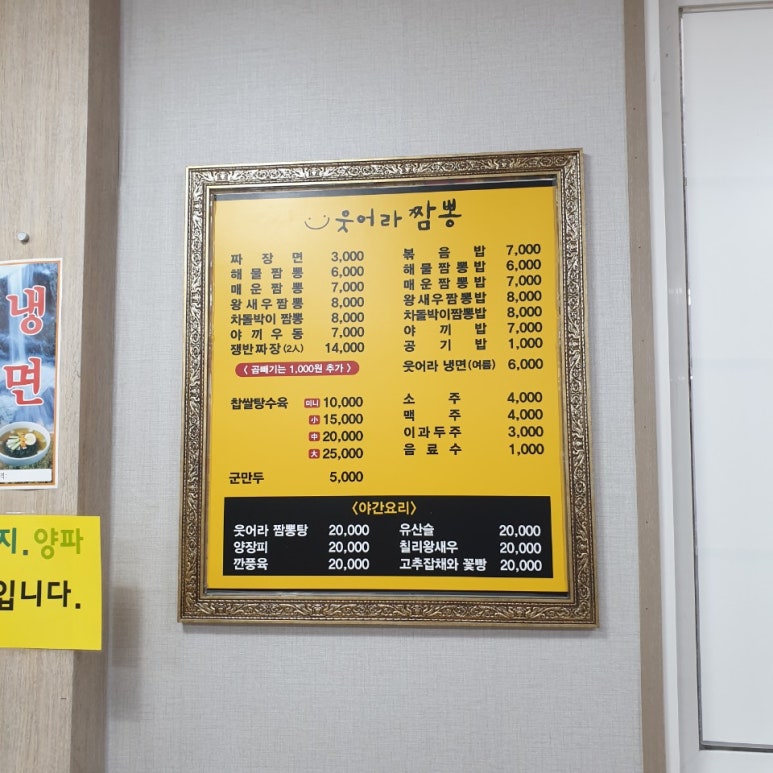 웃어라 짬뽕
짜장면 3,000
해물짬뽕 6,000
매운짬뽕 7,000
왕새우짬뽕 8,000
차돌박이짬뽕 8,000
야끼우동 7,000
쟁반짜장(2人) 14,000
〈 곱빼기는 1,000원 추가 〉
찹쌀탕수육 미니 10,000
小 15,000
中 20,000
大 25,000
군만두 5,000
볶음밥 7,000
해물짬뽕밥 6,000
매운짬뽕밥 7,000
왕새우짬뽕밥 8,000
차돌박이짬뽕밥 8,000
야끼밥 7,000
공기밥 1,000
웃어라 냉면(여름) 6,000
소주 4,000
맥주 4,000
이과두주 3,000
음료수 1,000
〈야간요리〉
웃어라 짬뽕탕 20,000
양장피 20,000
깐풍육 20,000
유산슬 20,000
칠리왕새우 20,000
고추잡채와 꽃빵 20,000
냉면
지. 양파
입니다.